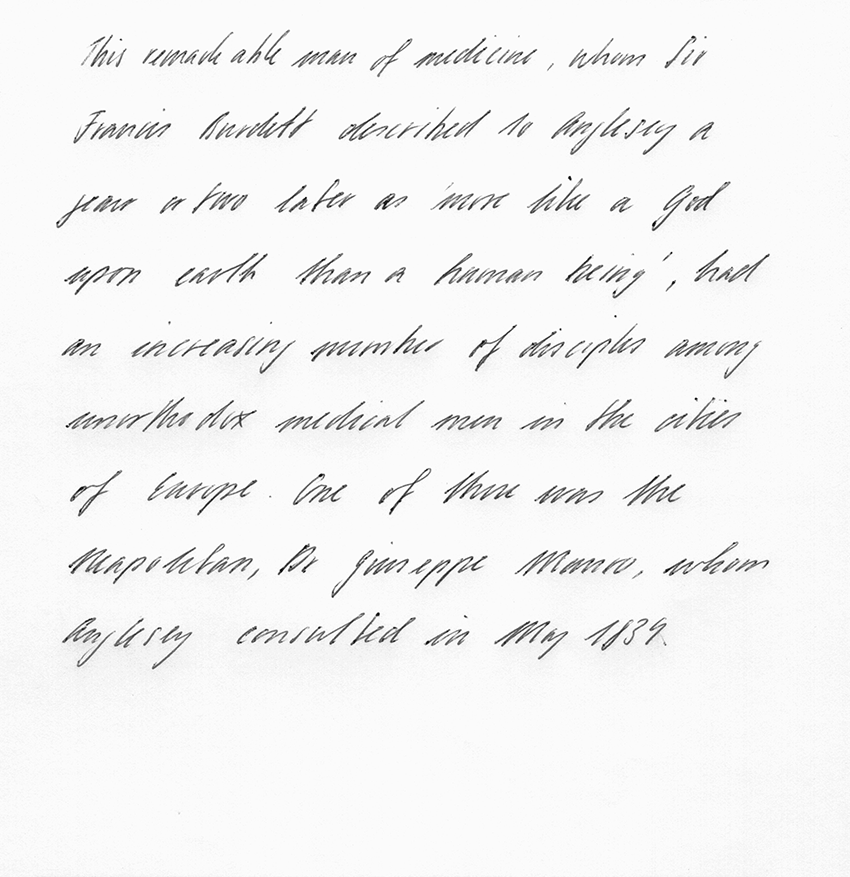 This remarkable man of medicine, whom Sir
Francis Burdett described to Anglesey a
year or two later as 'more like a God
upon earth than a human being', had
an increasing number of disciples among
unorthodox medical men in the cities
of Europe. One of these was the
Neapolitan, Dr Giuseppe Mauro, whom
Anglesey consulted in May 1834.